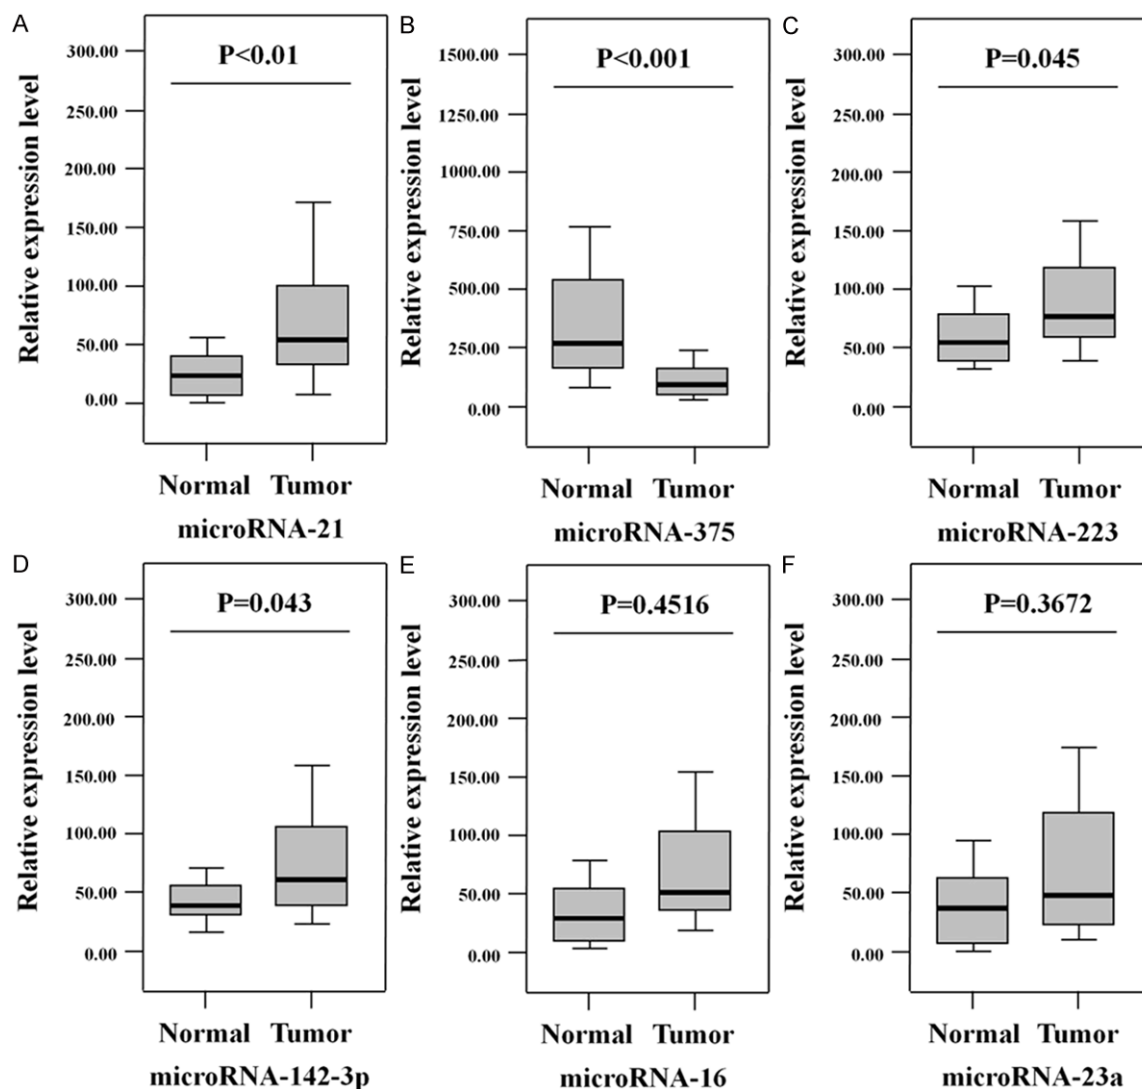 A
Relative expression level
300.00
250.00
200.00
150.00
100.00
50.00
0.00
P<0.01
Normal Tumor
microRNA-21
B
Relative expression level
1500.00
1250.00
1000.00
750.00
500.00
250.00
0.00
P<0.001
Normal Tumor
microRNA-375
C
Relative expression level
300.00
250.00
200.00
150.00
100.00
50.00
0.00
P=0.045
Normal Tumor
microRNA-223
D
Relative expression level
300.00
250.00
200.00
150.00
100.00
50.00
0.00
P=0.043
Normal Tumor
microRNA-142-3p
E
Relative expression level
300.00
250.00
200.00
150.00
100.00
50.00
0.00
P=0.4516
Normal Tumor
microRNA-16
F
Relative expression level
300.00
250.00
200.00
150.00
100.00
50.00
0.00
P=0.3672
Normal Tumor
microRNA-23a